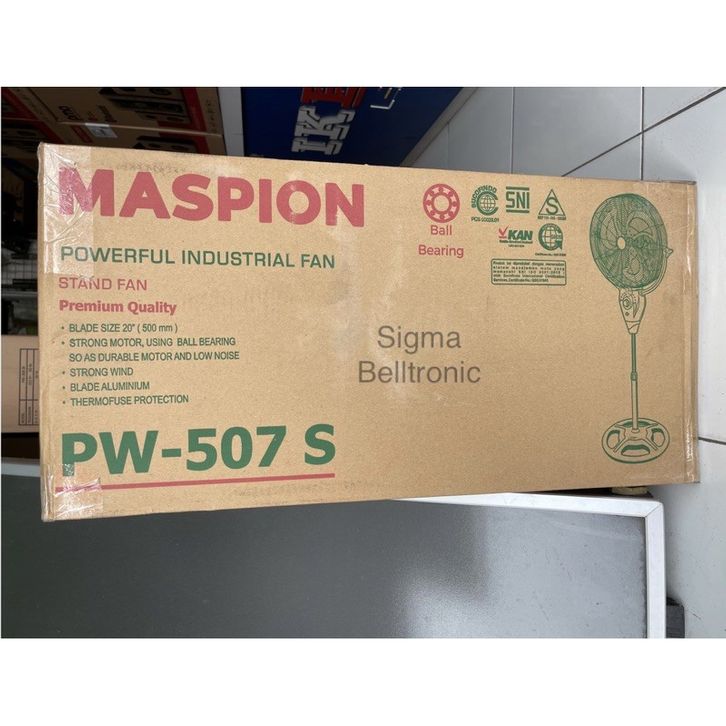 MASPION
POWERFUL INDUSTRIAL FAN
STAND FAN
Premium Quality
• BLADE SIZE 20" ( 500 mm )
• STRONG MOTOR, USING BALL BEARING
SO AS DURABLE MOTOR AND LOW NOISE
• STRONG WIND
• BLADE ALUMINIUM
• THERMOFUSE PROTECTION
PW-507 S
Ball
Bearing
SUCOFINDO
SNI
S
KAN
Sigma
Belltronic